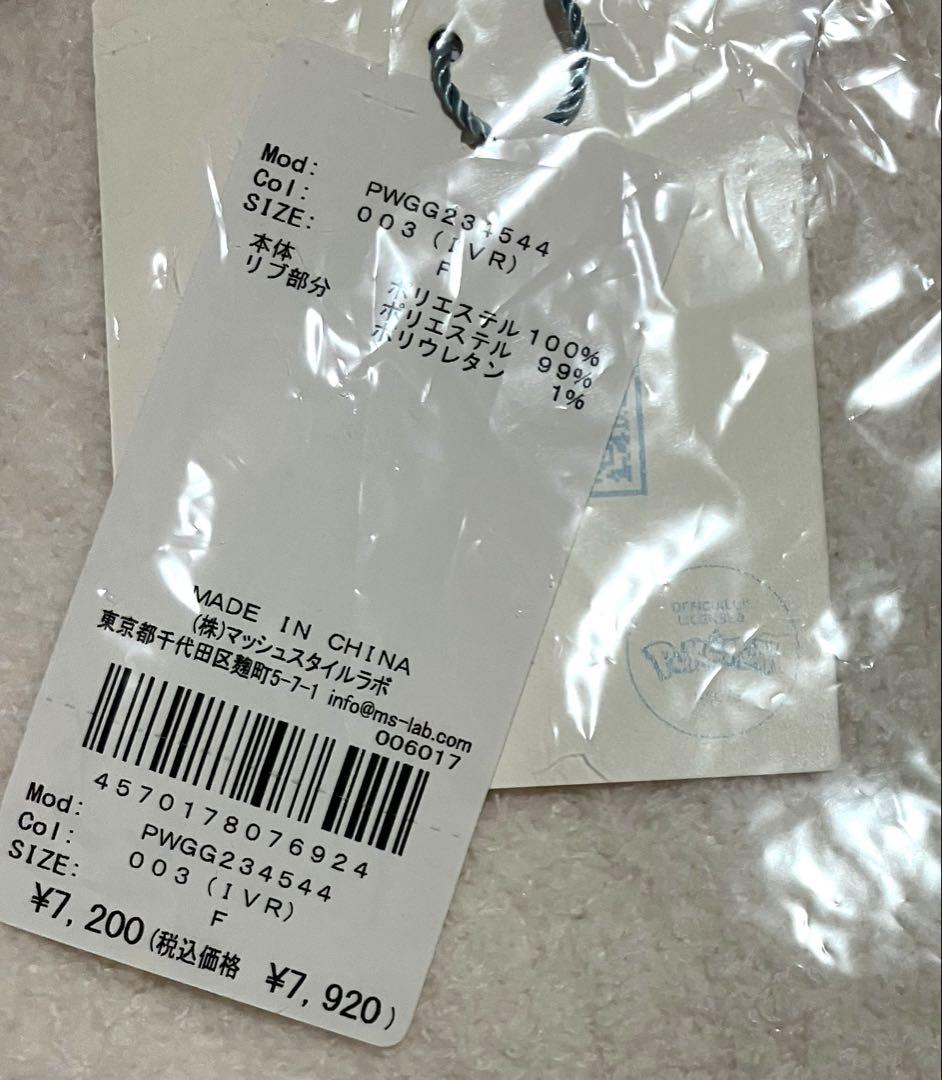 Mod: PWGG234544
Col: 003(IVR)
SIZE: F
本体 ポリエステル 100%
リブ部分 ポリエステル 99%
ポリウレタン 1%
MADE IN CHINA
(株)マッシュスタイルラボ
東京都千代田区麹町5-7-1 info@ms-lab.com
006017
4570178076924
Mod: PWGG234544
Col: 003(IVR)
SIZE: F
¥7,200(税込価格 ¥7,920)
OFFICIALLY
LICENSED
Pokémon